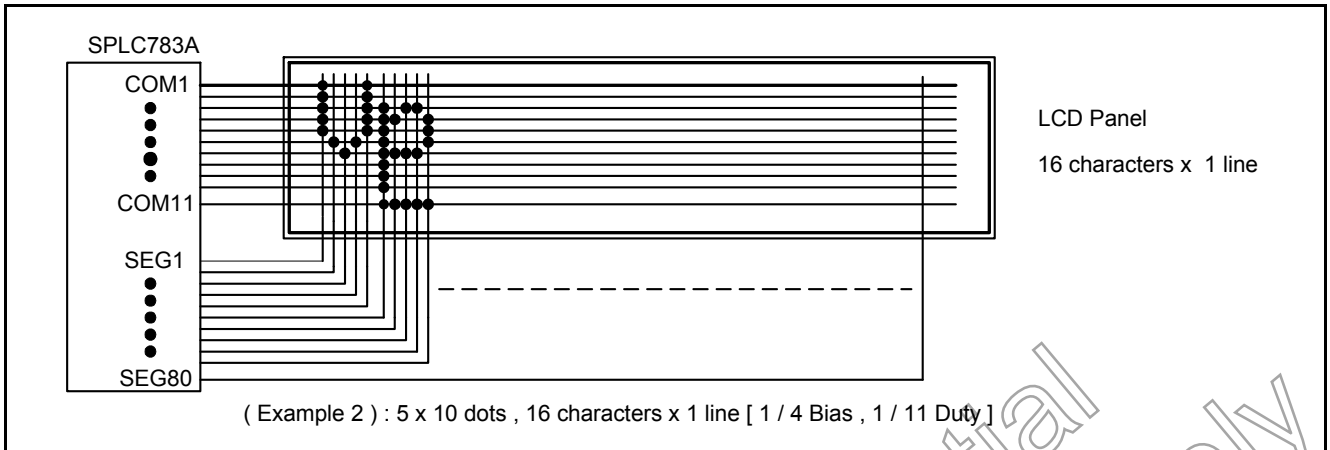 SPLC783A
COM1
COM11
SEG1
SEG80
LCD Panel
16 characters x 1 line
( Example 2 ) : 5 x 10 dots , 16 characters x 1 line [ 1 / 4 Bias , 1 / 11 Duty ]